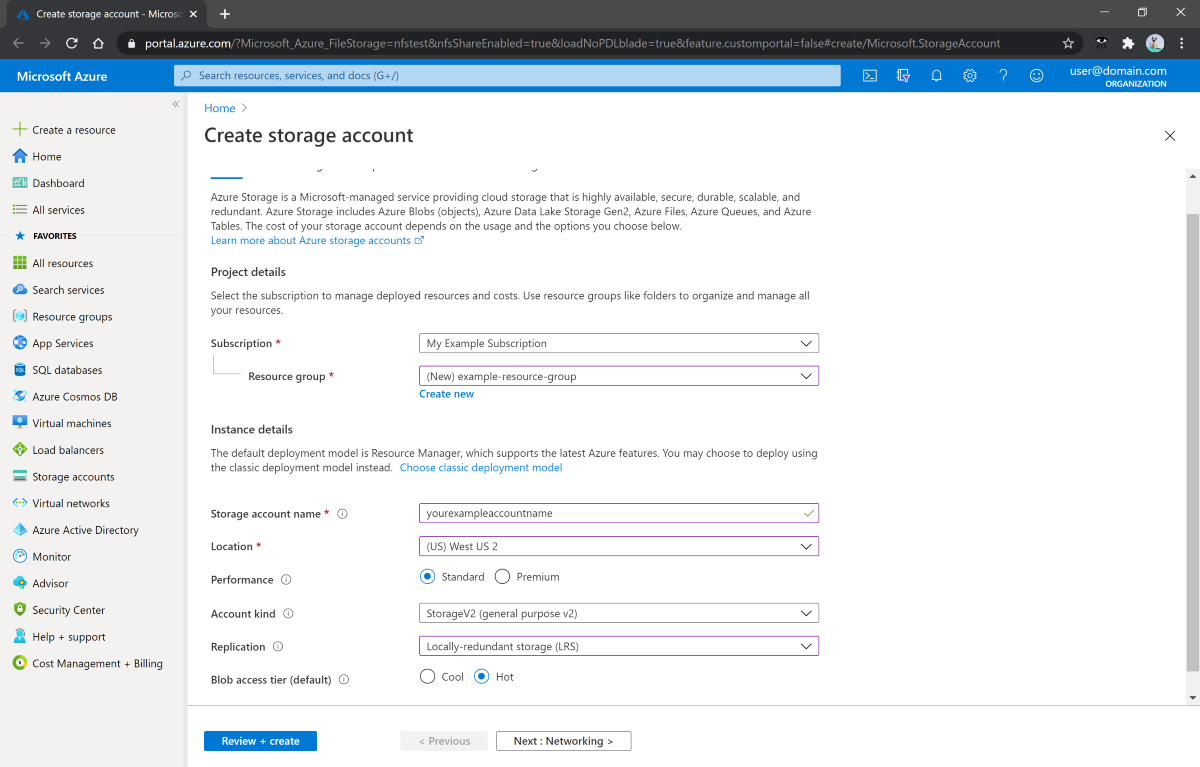 Create storage account - Microso
portal.azure.com/?Microsoft_Azure_FileStorage=nfstest&nfsShareEnabled=true&loadNoPDLblade=true&feature.customportal=false#create/Microsoft.StorageAccount
Microsoft Azure
Search resources, services, and docs (G+/)
user@domain.com
ORGANIZATION
Create a resource
Home
Dashboard
All services
FAVORITES
All resources
Search services
Resource groups
App Services
SQL databases
Azure Cosmos DB
Virtual machines
Load balancers
Storage accounts
Virtual networks
Azure Active Directory
Monitor
Advisor
Security Center
Help + support
Cost Management + Billing
Home >
Create storage account
Azure Storage is a Microsoft-managed service providing cloud storage that is highly available, secure, durable, scalable, and
redundant. Azure Storage includes Azure Blobs (objects), Azure Data Lake Storage Gen2, Azure Files, Azure Queues, and Azure
Tables. The cost of your storage account depends on the usage and the options you choose below.
Learn more about Azure storage accounts
Project details
Select the subscription to manage deployed resources and costs. Use resource groups like folders to organize and manage all
your resources.
Subscription * My Example Subscription
Resource group * (New) example-resource-group
Create new
Instance details
The default deployment model is Resource Manager, which supports the latest Azure features. You may choose to deploy using
the classic deployment model instead. Choose classic deployment model
Storage account name * yourexampleaccountname
Location * (US) West US 2
Performance Standard Premium
Account kind StorageV2 (general purpose v2)
Replication Locally-redundant storage (LRS)
Blob access tier (default) Cool Hot
Review + create < Previous Next : Networking >